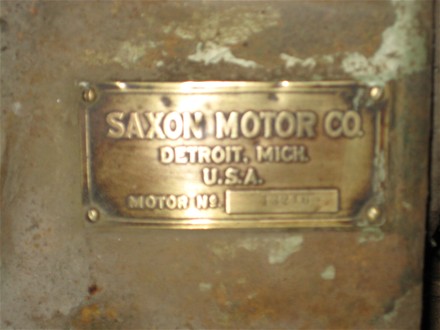 SAXON MOTOR CO.
DETROIT, MICH.
U.S.A.
MOTOR NO.